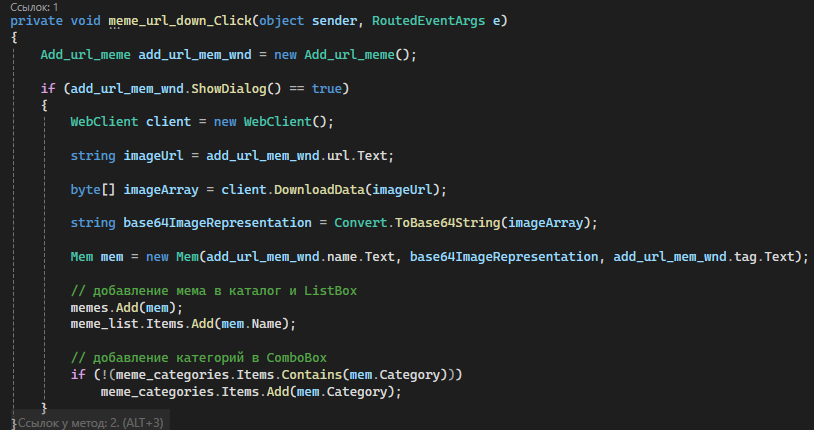 Ссылок: 1
private void meme_url_down_Click(object sender, RoutedEventArgs e)
{
Add_url_meme add_url_mem_wnd = new Add_url_meme();
if (add_url_mem_wnd.ShowDialog() == true)
{
WebClient client = new WebClient();
string imageUrl = add_url_mem_wnd.url.Text;
byte[] imageArray = client.DownloadData(imageUrl);
string base64ImageRepresentation = Convert.ToBase64String(imageArray);
Mem mem = new Mem(add_url_mem_wnd.name.Text, base64ImageRepresentation, add_url_mem_wnd.tag.Text);
// добавление мема в каталог и ListBox
memes.Add(mem);
meme_list.Items.Add(mem.Name);
// добавление категорий в ComboBox
if (!(meme_categories.Items.Contains(mem.Category)))
meme_categories.Items.Add(mem.Category);
}
}
Ссылок у метод: 2. (ALT+3)